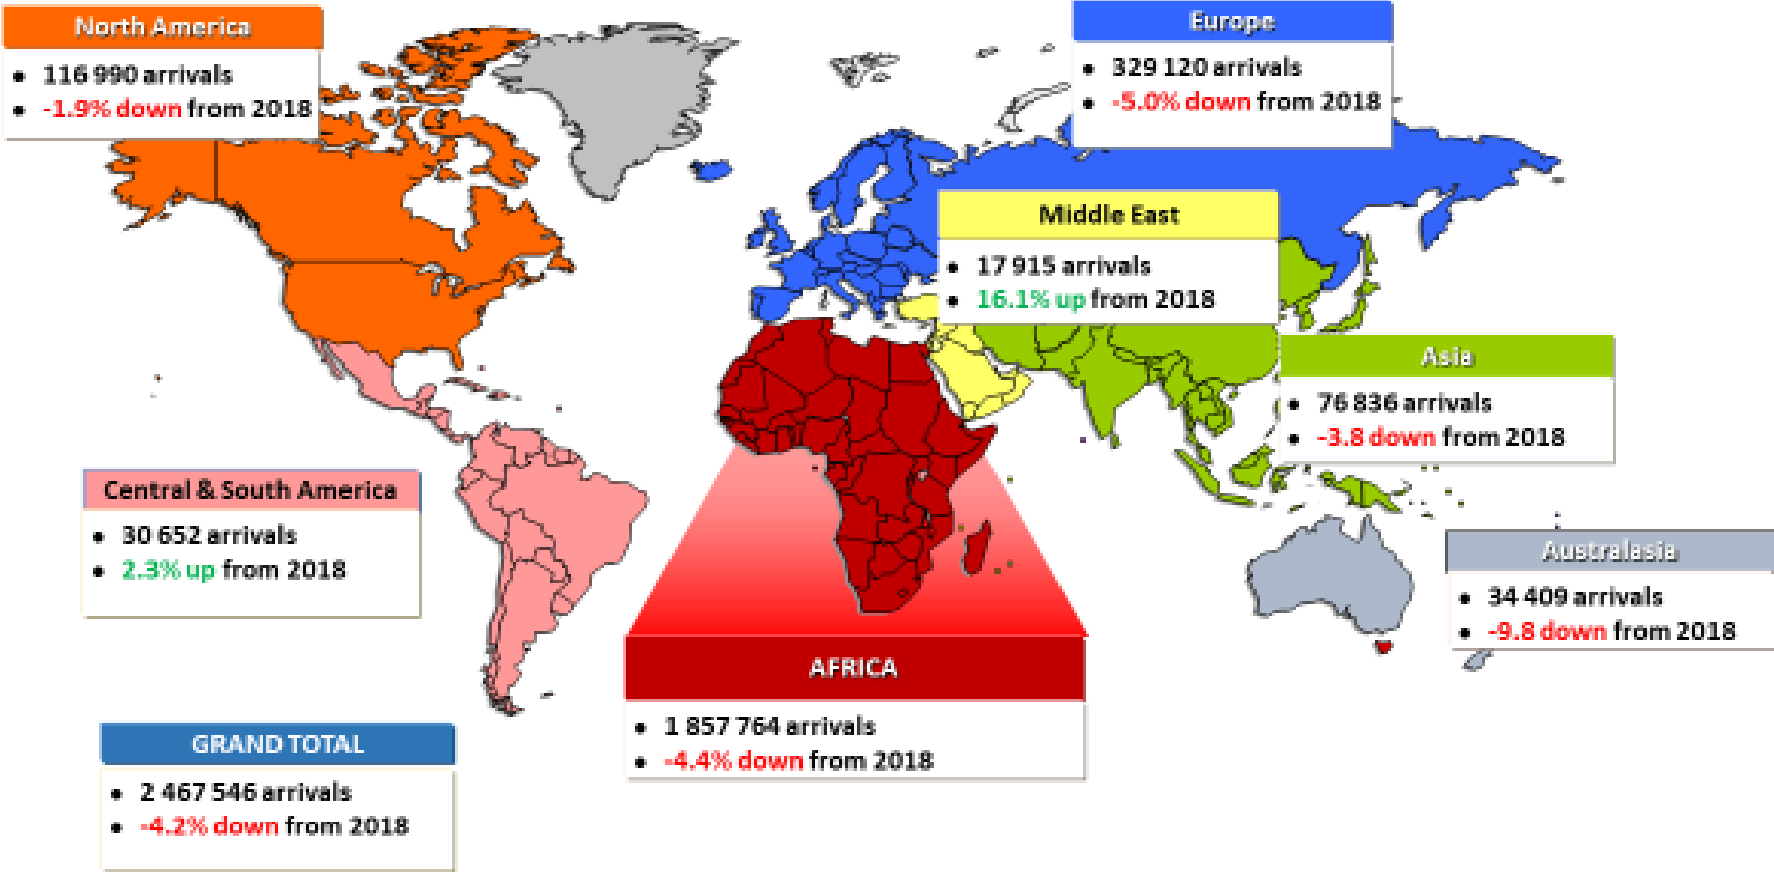 North America
• 116 990 arrivals
• -1.9% down from 2018
Europe
• 329 120 arrivals
• -5.0% down from 2018
Middle East
• 17 915 arrivals
• 16.1% up from 2018
Asia
• 76 836 arrivals
• -3.8 down from 2018
Central & South America
• 30 652 arrivals
• 2.3% up from 2018
Australasia
• 34 409 arrivals
• -9.8 down from 2018
AFRICA
• 1 857 764 arrivals
• -4.4% down from 2018
GRAND TOTAL
• 2 467 546 arrivals
• -4.2% down from 2018